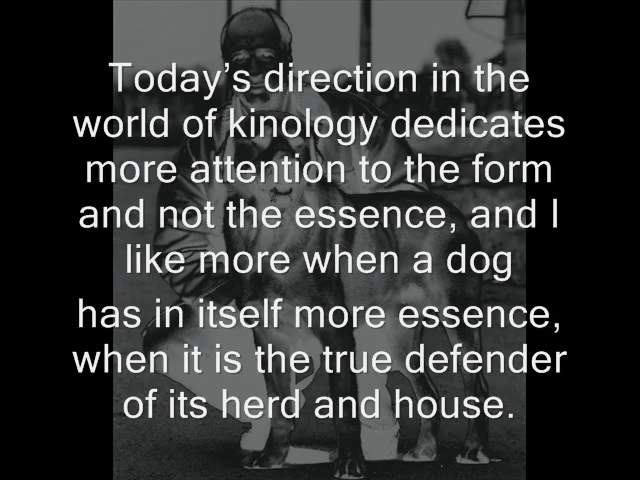 Today's direction in the
world of kinology dedicates
more attention to the form
and not the essence, and I
like more when a dog
has in itself more essence,
when it is the true defender
of its herd and house.